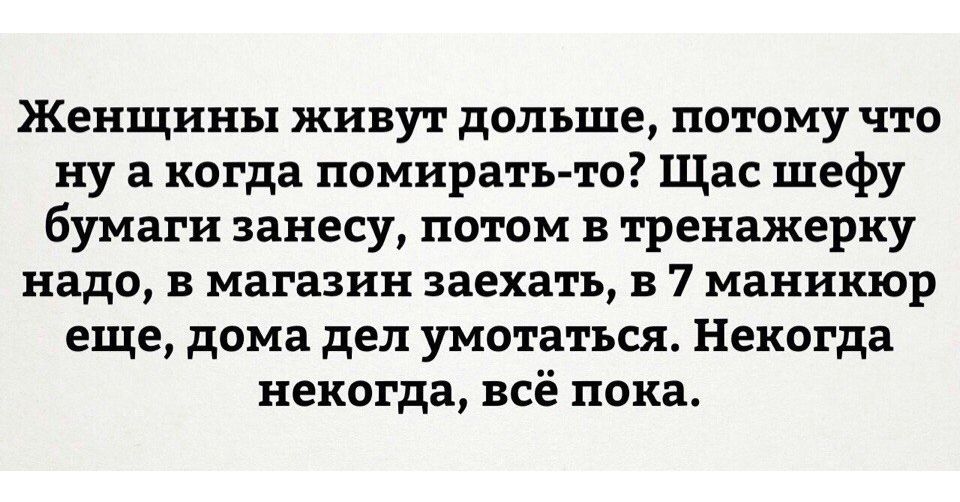 Женщины живут дольше, потому что
ну а когда помирать-то? Щас шефу
бумаги занесу, потом в тренажерку
надо, в магазин заехать, в 7 маникюр
еще, дома дел умотаться. Некогда
некогда, всё пока.